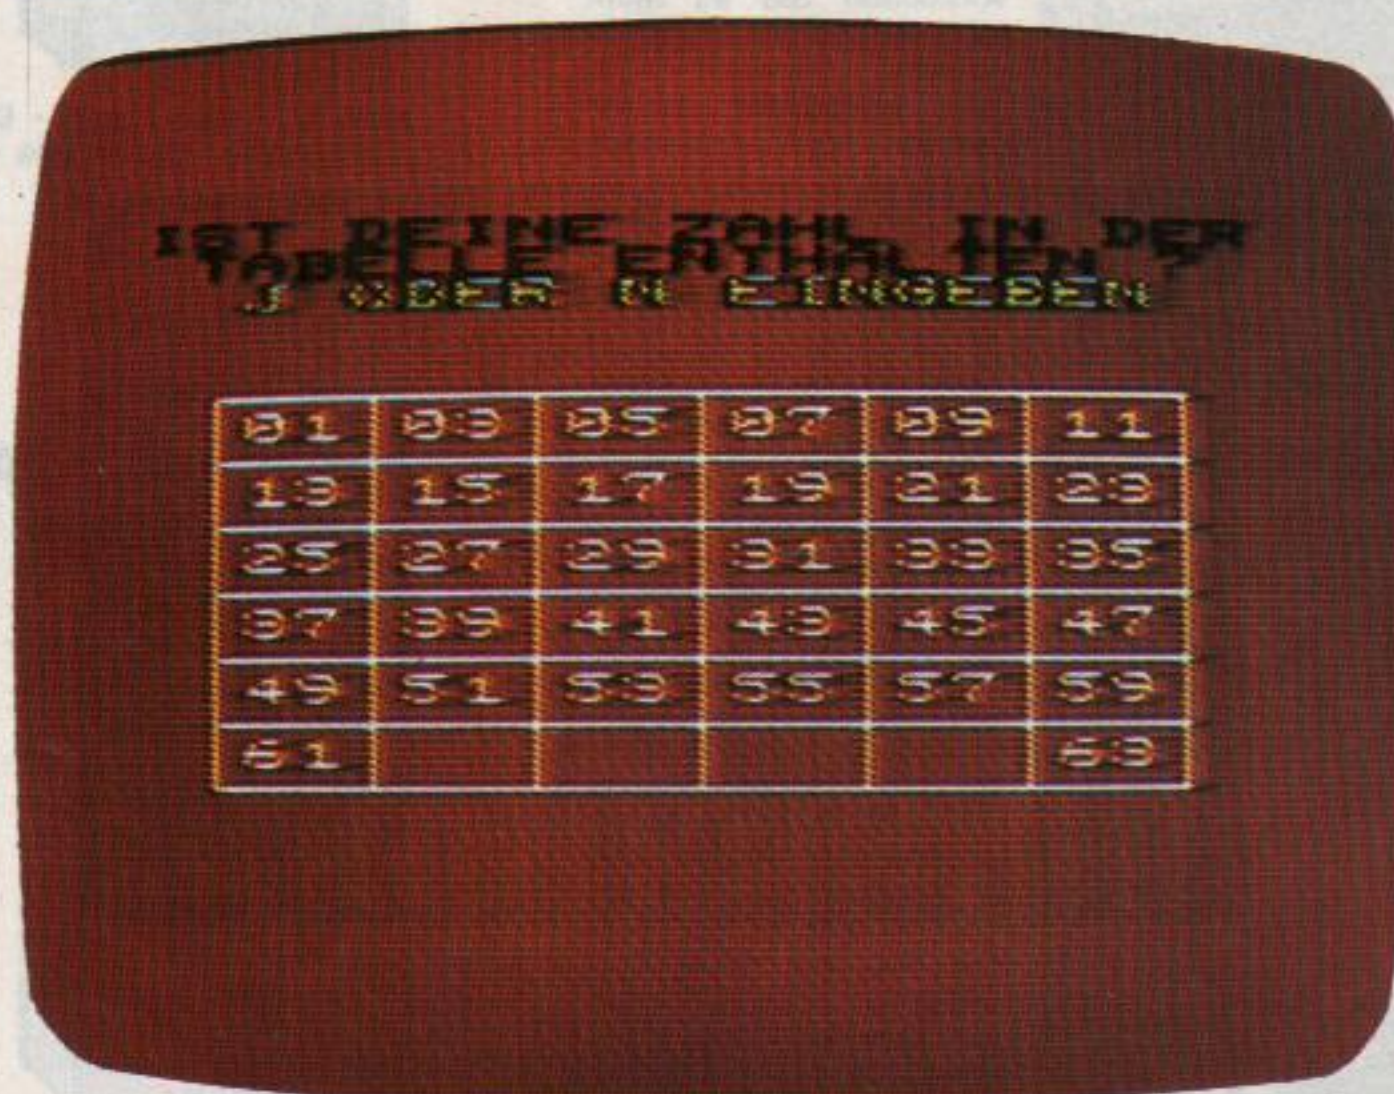 IST DEINE ZAHL IN DER
TABELLE ENTHALTEN ?
J ODER N EINGEBEN
01 03 05 07 09 11
13 15 17 19 21 23
25 27 29 31 33 35
37 39 41 43 45 47
49 51 53 55 57 59
61 63